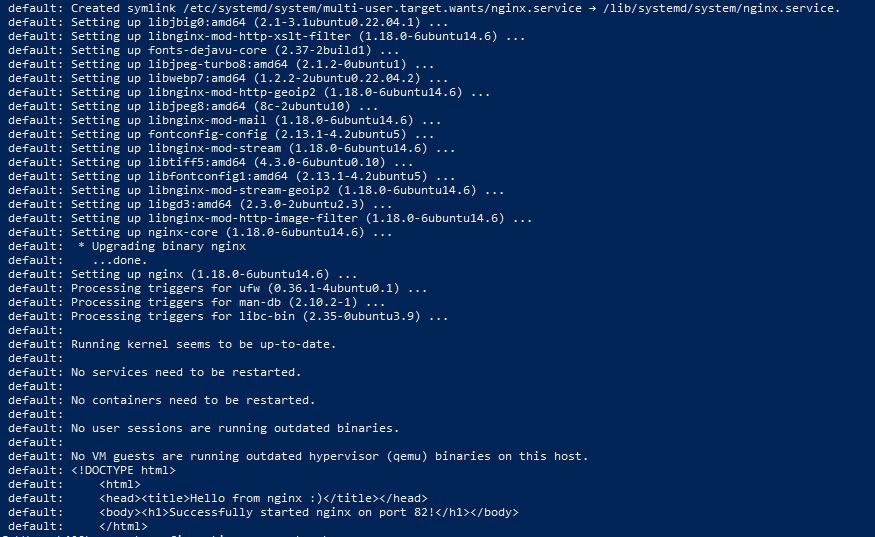 default: Created symlink /etc/systemd/system/multi-user.target.wants/nginx.service → /lib/systemd/system/nginx.service.
default: Setting up libjbig0:amd64 (2.1-3.1ubuntu0.22.04.1) ...
default: Setting up libnginx-mod-http-xslt-filter (1.18.0-6ubuntu14.6) ...
default: Setting up fonts-dejavu-core (2.37-2build1) ...
default: Setting up libjpeg-turbo8:amd64 (2.1.2-0ubuntu1) ...
default: Setting up libwebp7:amd64 (1.2.2-2ubuntu0.22.04.2) ...
default: Setting up libnginx-mod-http-geoip2 (1.18.0-6ubuntu14.6) ...
default: Setting up libjpeg8:amd64 (8c-2ubuntu10) ...
default: Setting up libnginx-mod-mail (1.18.0-6ubuntu14.6) ...
default: Setting up fontconfig-config (2.13.1-4.2ubuntu5) ...
default: Setting up libnginx-mod-stream (1.18.0-6ubuntu14.6) ...
default: Setting up libtiff5:amd64 (4.3.0-6ubuntu0.10) ...
default: Setting up libfontconfig1:amd64 (2.13.1-4.2ubuntu5) ...
default: Setting up libnginx-mod-stream-geoip2 (1.18.0-6ubuntu14.6) ...
default: Setting up libgd3:amd64 (2.3.0-2ubuntu2.3) ...
default: Setting up libnginx-mod-http-image-filter (1.18.0-6ubuntu14.6) ...
default: Setting up nginx-core (1.18.0-6ubuntu14.6) ...
default:  * Upgrading binary nginx
default:    ...done.
default: Setting up nginx (1.18.0-6ubuntu14.6) ...
default: Processing triggers for ufw (0.36.1-4ubuntu0.1) ...
default: Processing triggers for man-db (2.10.2-1) ...
default: Processing triggers for libc-bin (2.35-0ubuntu3.9) ...
default:
default: Running kernel seems to be up-to-date.
default:
default: No services need to be restarted.
default:
default: No containers need to be restarted.
default:
default: No user sessions are running outdated binaries.
default:
default: No VM guests are running outdated hypervisor (qemu) binaries on this host.
default: <!DOCTYPE html>
default:     <html>
default:     <head><title>Hello from nginx :)</title></head>
default:     <body><h1>Successfully started nginx on port 82!</h1></body>
default:     </html>